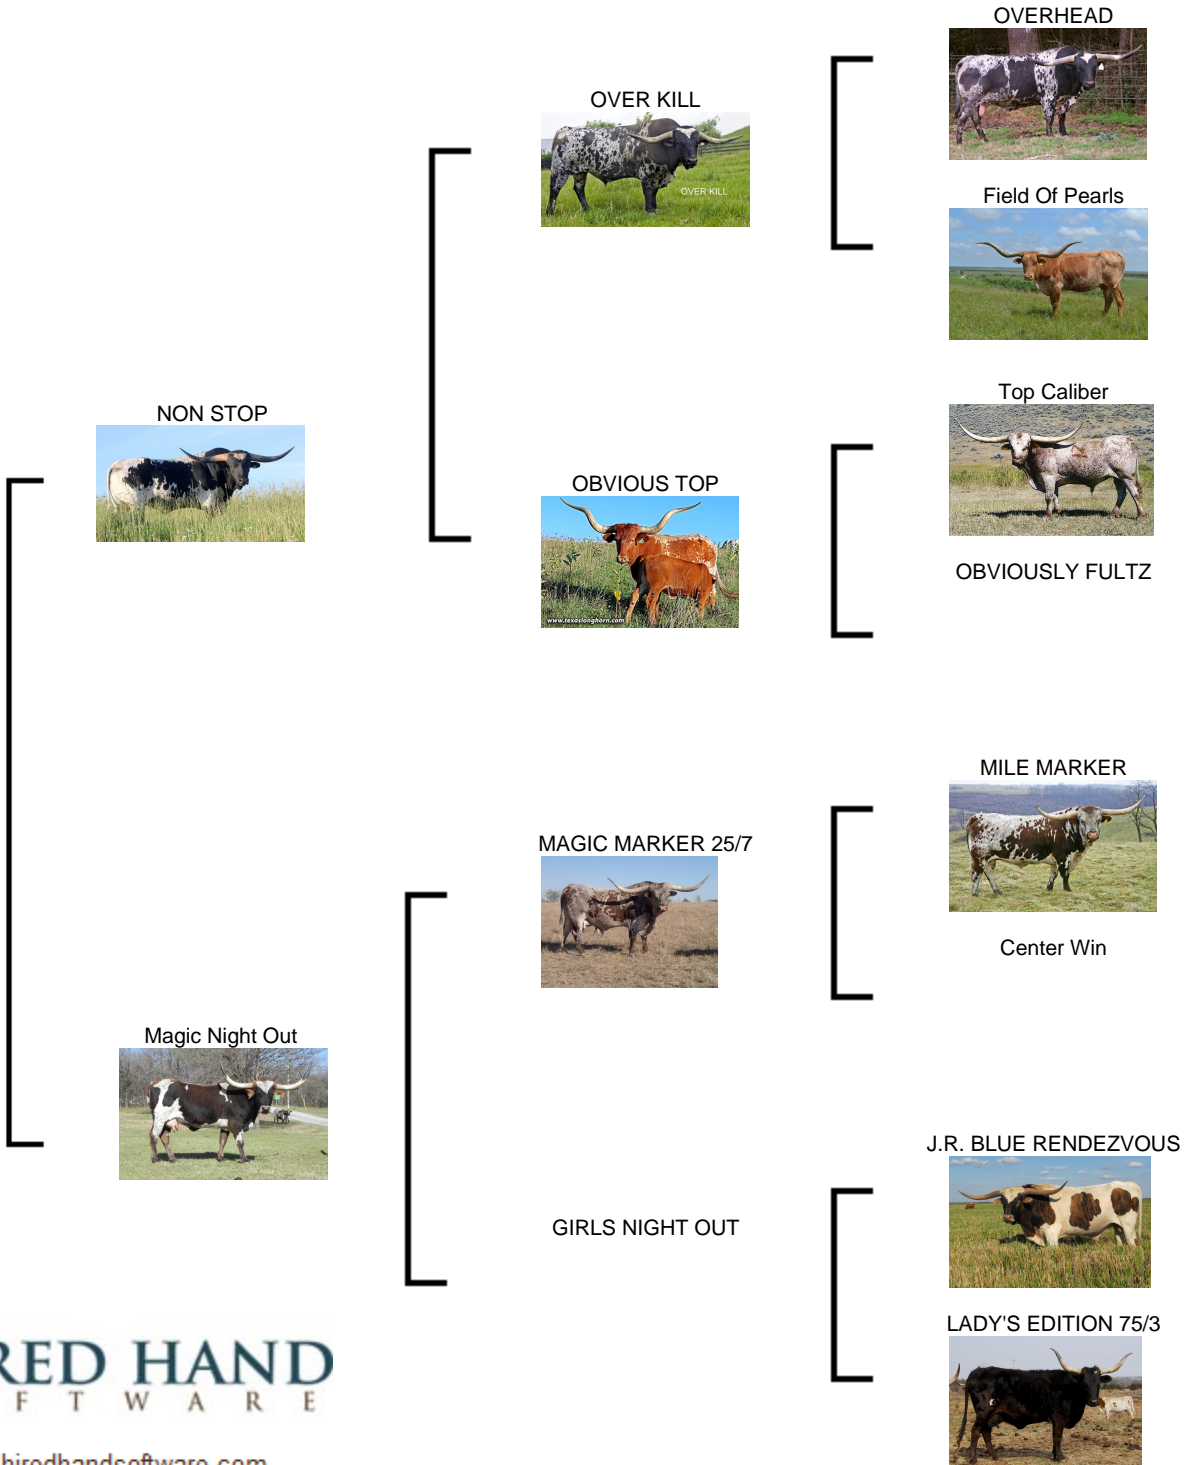 OVERHEAD
OVER KILL
OVER KILL
Field Of Pearls
Top Caliber
NON STOP
OBVIOUS TOP
www.texaslonghorn.com
OBVIOUSLY FULTZ
MILE MARKER
MAGIC MARKER 25/7
Center Win
Magic Night Out
J.R. BLUE RENDEZVOUS
GIRLS NIGHT OUT
LADY'S EDITION 75/3
RED HAND
F T W A R E
hiredhandsoftware.com